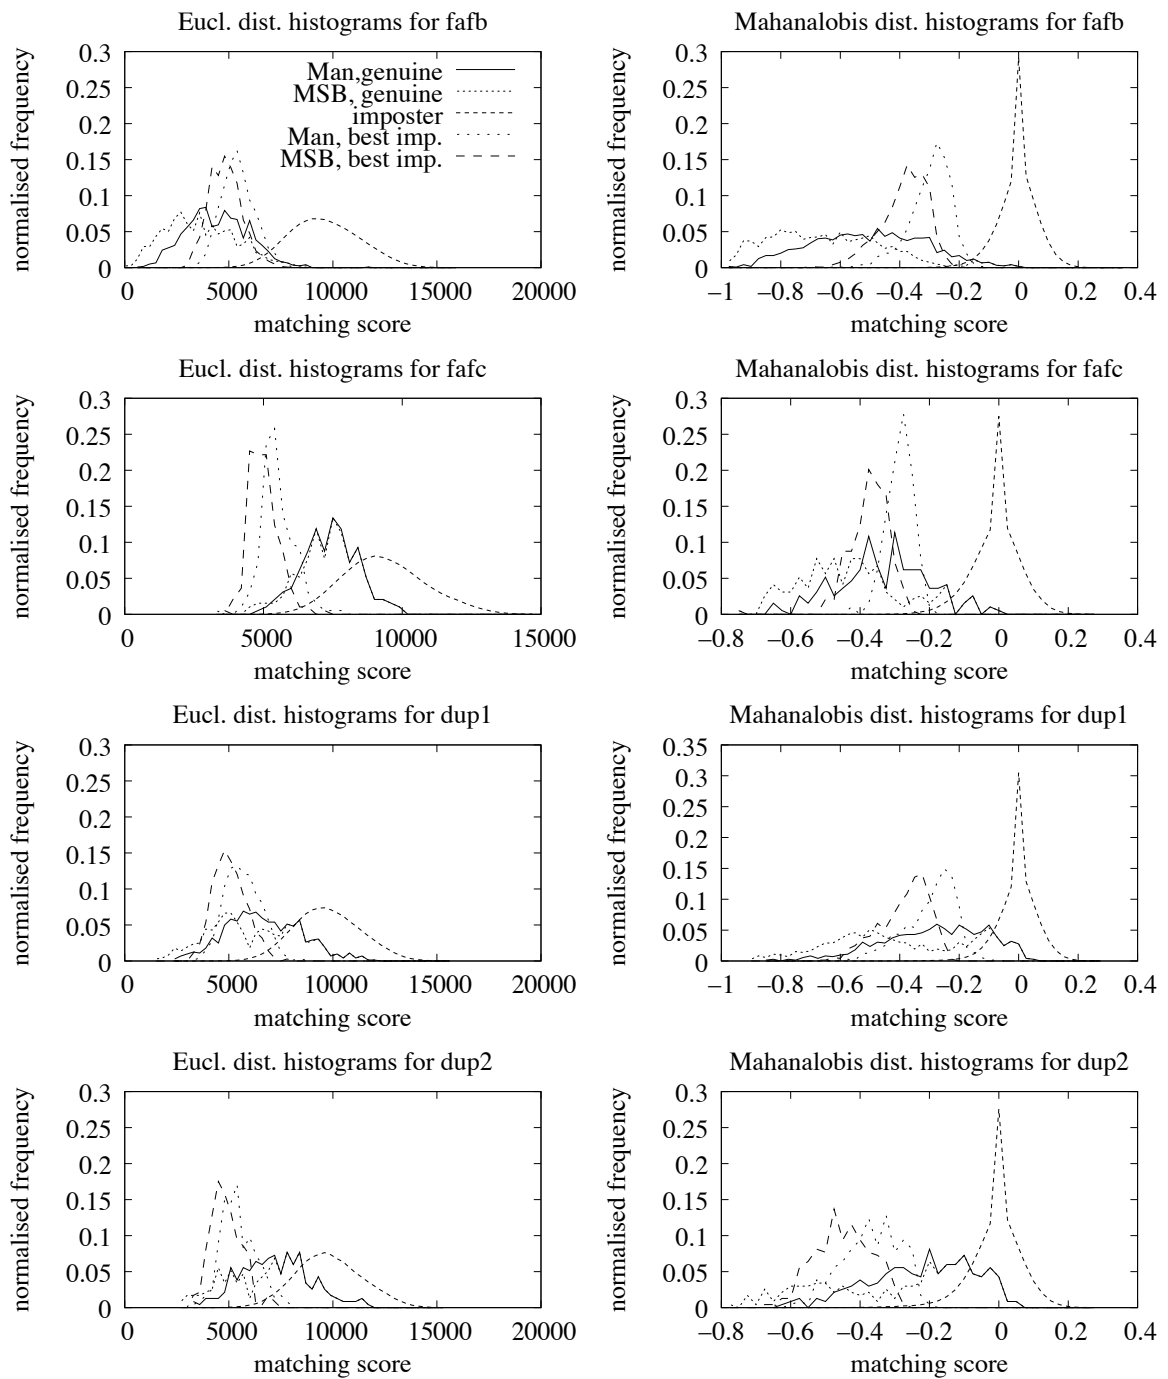 Eucl. dist. histograms for fafb
normalised frequency
0.3
0.25
0.2
0.15
0.1
0.05
0
Man,genuine
MSB, genuine
imposter
Man, best imp.
MSB, best imp.
0 5000 10000 15000 20000
matching score
Mahanalobis dist. histograms for fafb
normalised frequency
0.3
0.25
0.2
0.15
0.1
0.05
0
−1 −0.8 −0.6 −0.4 −0.2 0 0.2 0.4
matching score
Eucl. dist. histograms for fafc
normalised frequency
0.3
0.25
0.2
0.15
0.1
0.05
0
0 5000 10000 15000
matching score
Mahanalobis dist. histograms for fafc
normalised frequency
0.3
0.25
0.2
0.15
0.1
0.05
0
−0.8 −0.6 −0.4 −0.2 0 0.2 0.4
matching score
Eucl. dist. histograms for dup1
normalised frequency
0.3
0.25
0.2
0.15
0.1
0.05
0
0 5000 10000 15000 20000
matching score
Mahanalobis dist. histograms for dup1
normalised frequency
0.35
0.3
0.25
0.2
0.15
0.1
0.05
0
−1 −0.8 −0.6 −0.4 −0.2 0 0.2 0.4
matching score
Eucl. dist. histograms for dup2
normalised frequency
0.3
0.25
0.2
0.15
0.1
0.05
0
0 5000 10000 15000 20000
matching score
Mahanalobis dist. histograms for dup2
normalised frequency
0.3
0.25
0.2
0.15
0.1
0.05
0
−0.8 −0.6 −0.4 −0.2 0 0.2 0.4
matching score